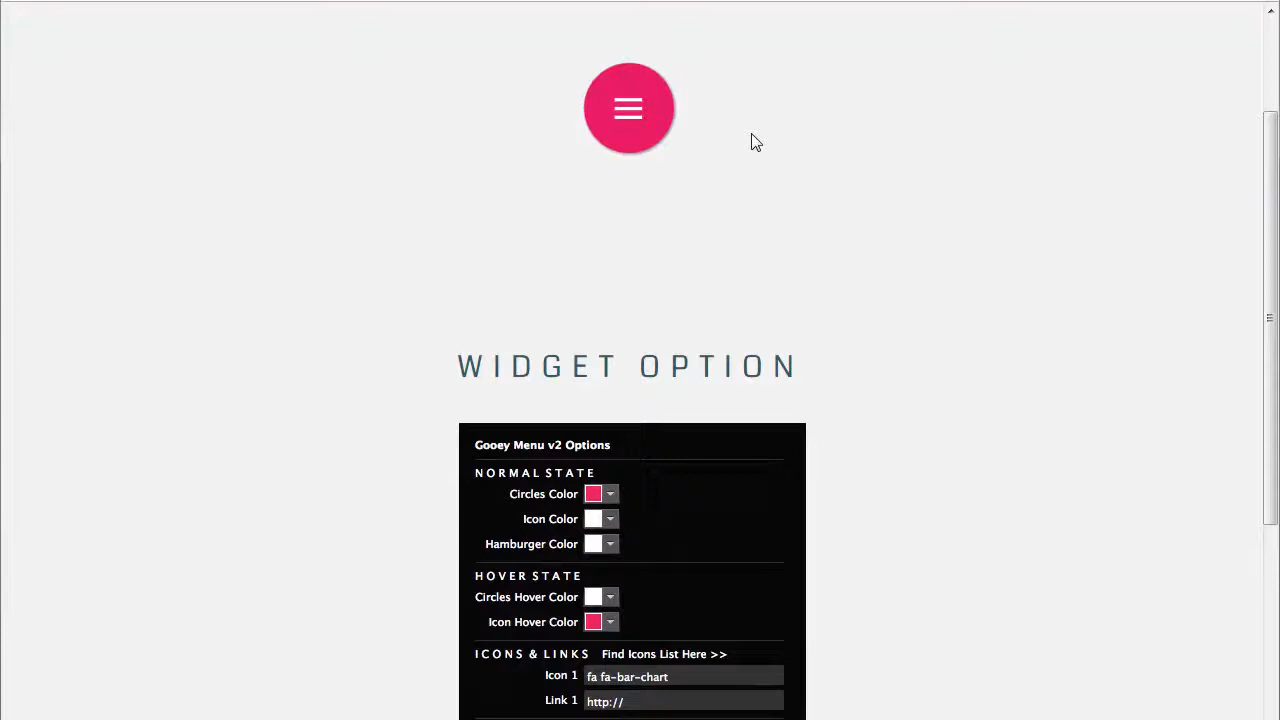 WIDGET OPTION
Gooey Menu v2 Options
NORMAL STATE
Circles Color
Icon Color
Hamburger Color
HOVER STATE
Circles Hover Color
Icon Hover Color
ICONS & LINKS Find Icons List Here >>
Icon 1 fa fa-bar-chart
Link 1 http://